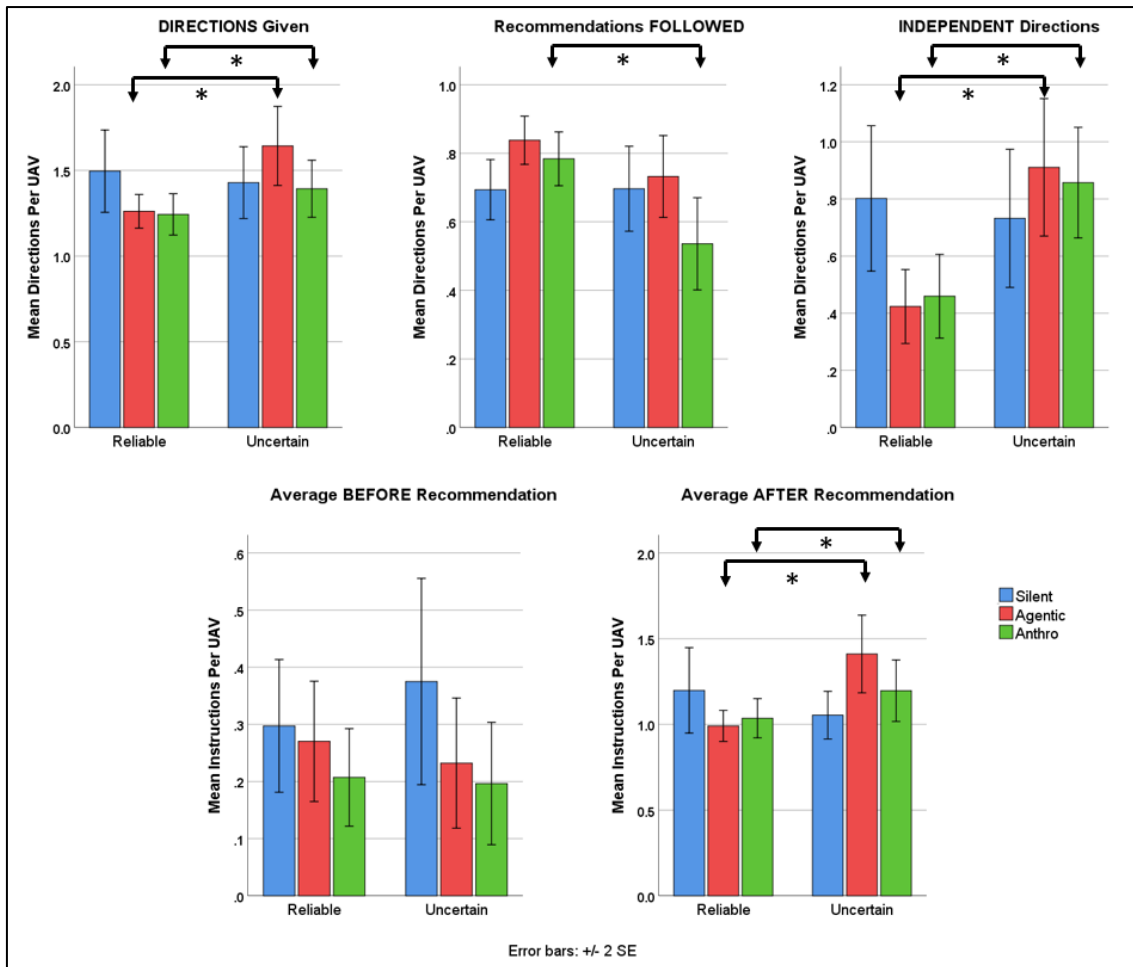 DIRECTIONS Given
Recommendations FOLLOWED
INDEPENDENT Directions
*
*
*
*
*
Mean Directions Per UAV
2.0
1.5
1.0
0.5
0.0
Reliable
Uncertain
Mean Directions Per UAV
1.0
.8
.6
.4
.2
.0
Reliable
Uncertain
Mean Directions Per UAV
1.2
1.0
.8
.6
.4
.2
.0
Reliable
Uncertain
Average BEFORE Recommendation
Average AFTER Recommendation
*
*
Mean Instructions Per UAV
.6
.5
.4
.3
.2
.1
.0
Reliable
Uncertain
Mean Instructions Per UAV
2.0
1.5
1.0
0.5
0.0
Reliable
Uncertain
Silent
Agentic
Anthro
Error bars: +/- 2 SE